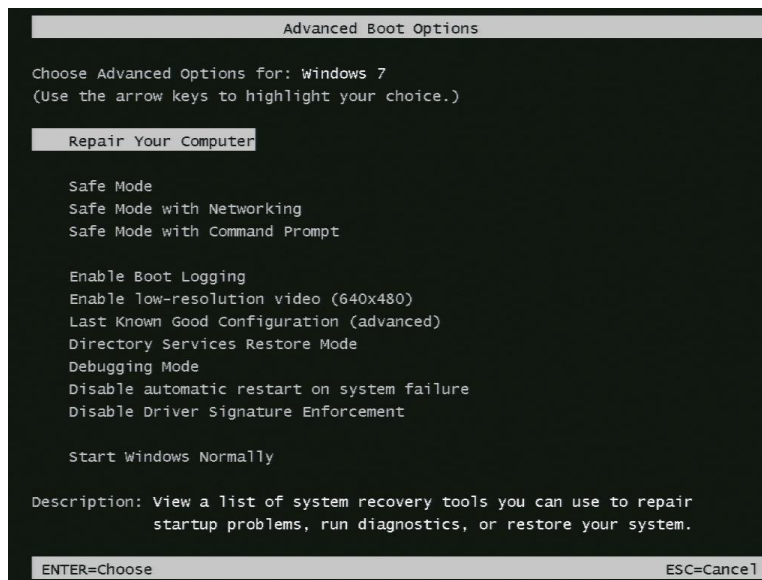 Advanced Boot Options
Choose Advanced Options for: Windows 7
(Use the arrow keys to highlight your choice.)
Repair Your Computer
Safe Mode
Safe Mode with Networking
Safe Mode with Command Prompt
Enable Boot Logging
Enable low-resolution video (640x480)
Last Known Good Configuration (advanced)
Directory Services Restore Mode
Debugging Mode
Disable automatic restart on system failure
Disable Driver Signature Enforcement
Start Windows Normally
Description: View a list of system recovery tools you can use to repair
startup problems, run diagnostics, or restore your system.
ENTER=Choose ESC=Cancel